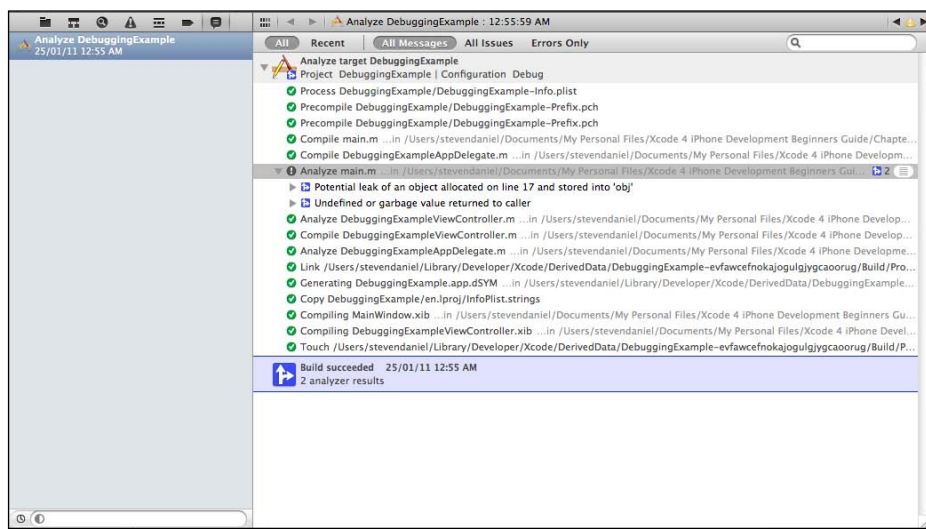 Analyze DebuggingExample : 12:55:59 AM
Analyze DebuggingExample
25/01/11 12:55 AM
All Recent All Messages All Issues Errors Only
Analyze target DebuggingExample
Project DebuggingExample | Configuration Debug
Process DebuggingExample/DebuggingExample-Info.plist
Precompile DebuggingExample/DebuggingExample-Prefix.pch
Precompile DebuggingExample/DebuggingExample-Prefix.pch
Compile main.m ...in /Users/stevendaniel/Documents/My Personal Files/Xcode 4 iPhone Development Beginners Guide/Chapte...
Compile DebuggingExampleAppDelegate.m ...in /Users/stevendaniel/Documents/My Personal Files/Xcode 4 iPhone Developm...
Analyze main.m ...in /Users/stevendaniel/Documents/My Personal Files/Xcode 4 iPhone Development Beginners Gui... 2
Potential leak of an object allocated on line 17 and stored into 'obj'
Undefined or garbage value returned to caller
Analyze DebuggingExampleViewController.m ...in /Users/stevendaniel/Documents/My Personal Files/Xcode 4 iPhone Develop...
Compile DebuggingExampleViewController.m ...in /Users/stevendaniel/Documents/My Personal Files/Xcode 4 iPhone Develop...
Analyze DebuggingExampleAppDelegate.m ...in /Users/stevendaniel/Documents/My Personal Files/Xcode 4 iPhone Developme...
Link /Users/stevendaniel/Library/Developer/Xcode/DerivedData/DebuggingExample-evfawcefnokajogulgjygcaoorug/Build/Pro...
Generating DebuggingExample.app.dSYM ...in /Users/stevendaniel/Library/Developer/Xcode/DerivedData/DebuggingExample...
Copy DebuggingExample/en.lproj/InfoPlist.strings
Compiling MainWindow.xib ...in /Users/stevendaniel/Documents/My Personal Files/Xcode 4 iPhone Development Beginners Gu...
Compiling DebuggingExampleViewController.xib ...in /Users/stevendaniel/Documents/My Personal Files/Xcode 4 iPhone Devel...
Touch /Users/stevendaniel/Library/Developer/Xcode/DerivedData/DebuggingExample-evfawcefnokajogulgjygcaoorug/Build/P...
Build succeeded 25/01/11 12:55 AM
2 analyzer results